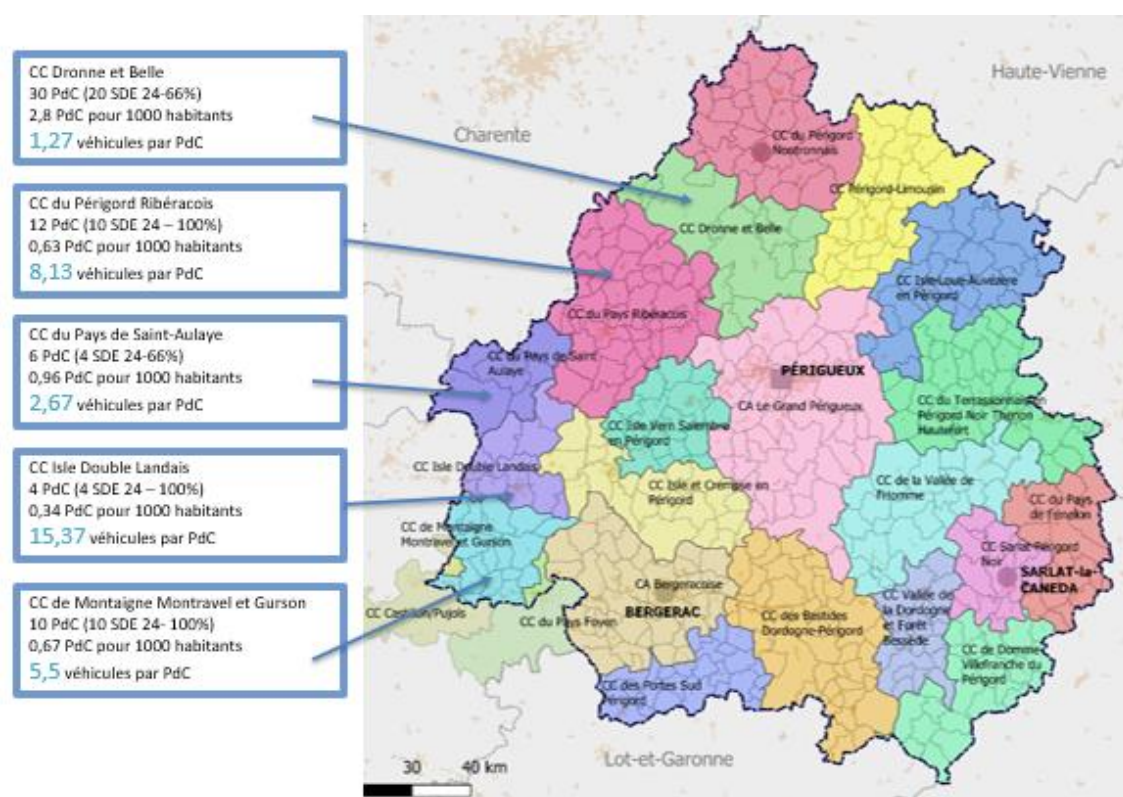 CC Dronne et Belle
30 PdC (20 SDE 24-66%)
2,8 PdC pour 1000 habitants
1,27 véhicules par PdC
CC du Périgord Ribéracois
12 PdC (10 SDE 24 – 100%)
0,63 PdC pour 1000 habitants
8,13 véhicules par PdC
CC du Pays de Saint-Aulaye
6 PdC (4 SDE 24-66%)
0,96 PdC pour 1000 habitants
2,67 véhicules par PdC
CC Isle Double Landais
4 PdC (4 SDE 24 – 100%)
0,34 PdC pour 1000 habitants
15,37 véhicules par PdC
CC de Montaigne Montravel et Gurson
10 PdC (10 SDE 24- 100%)
0,67 PdC pour 1000 habitants
5,5 véhicules par PdC
Haute-Vienne
Charente
CC du Périgord
Nontronnais
CC Périgord-Limousin
CC Dronne et Belle
CC Isle-Loue-Auvézère
en Périgord
CC du Pays Ribéracois
CC du Pays de Saint
Aulaye
PÉRIGUEUX
CA Le Grand Périgueux
CC du Terrassonnais en
Périgord Noir Thenon
Hautefort
CC Isle Vern Salembre
en Périgord
CC Isle Double Landais
CC Isle et Crempse en
Périgord
CC de la Vallée de
l'Homme
CC du Pays
de Fénelon
CC de Montaigne
Montravel et Gurson
CC Sarlat-Périgord
Noir
SARLAT-la-
CANEDA
CA Bergeracoise
BERGERAC
CC Castillon/Pujols
CC du Pays Foyen
CC des Bastides
Dordogne-Périgord
CC Vallée de
la Dordogne
et Forêt
Bessède
CC de Domme
Villefranche du
Périgord
CC des Portes Sud
Périgord
Lot-et-Garonne
30 40 km